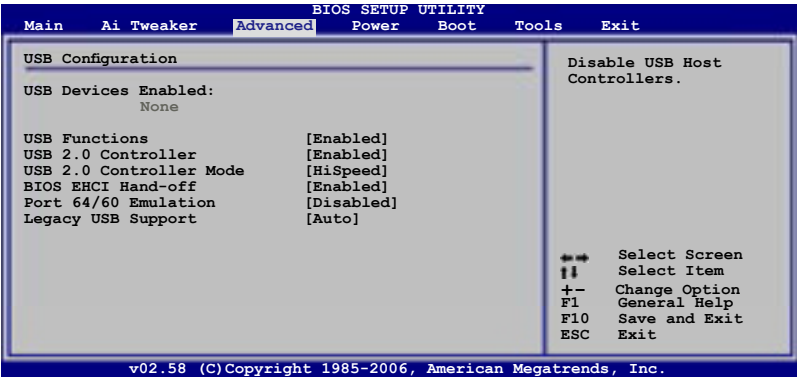 BIOS SETUP UTILITY
Main Ai Tweaker Advanced Power Boot Tools Exit
USB Configuration
USB Devices Enabled:
None
USB Functions [Enabled]
USB 2.0 Controller [Enabled]
USB 2.0 Controller Mode [HiSpeed]
BIOS EHCI Hand-off [Enabled]
Port 64/60 Emulation [Disabled]
Legacy USB Support [Auto]
Disable USB Host
Controllers.
←→ Select Screen
↑↓ Select Item
+- Change Option
F1 General Help
F10 Save and Exit
ESC Exit
v02.58 (C)Copyright 1985-2006, American Megatrends, Inc.